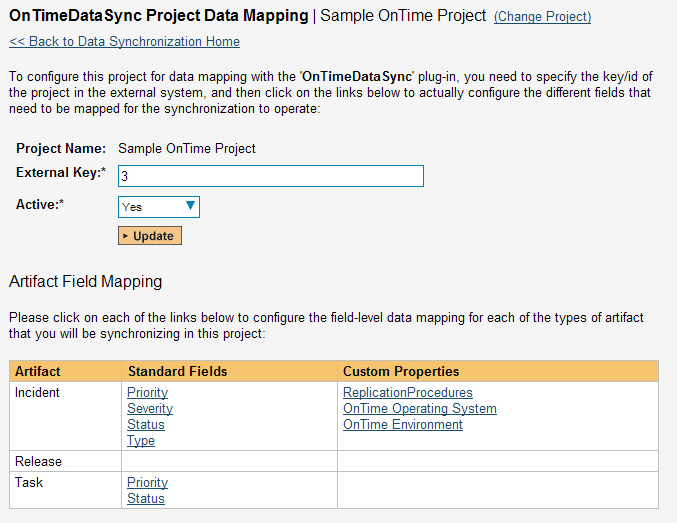 OnTimeDataSync Project Data Mapping | Sample OnTime Project (Change Project)
<< Back to Data Synchronization Home
To configure this project for data mapping with the 'OnTimeDataSync' plug-in, you need to specify the key/id of
the project in the external system, and then click on the links below to actually configure the different fields that
need to be mapped for the synchronization to operate:
Project Name: Sample OnTime Project
External Key:* 3
Active:* Yes
Update
Artifact Field Mapping
Please click on each of the links below to configure the field-level data mapping for each of the types of artifact
that you will be synchronizing in this project:
Artifact Standard Fields Custom Properties
Incident Priority ReplicationProcedures
Severity OnTime Operating System
Status OnTime Environment
Type
Release
Task Priority
Status